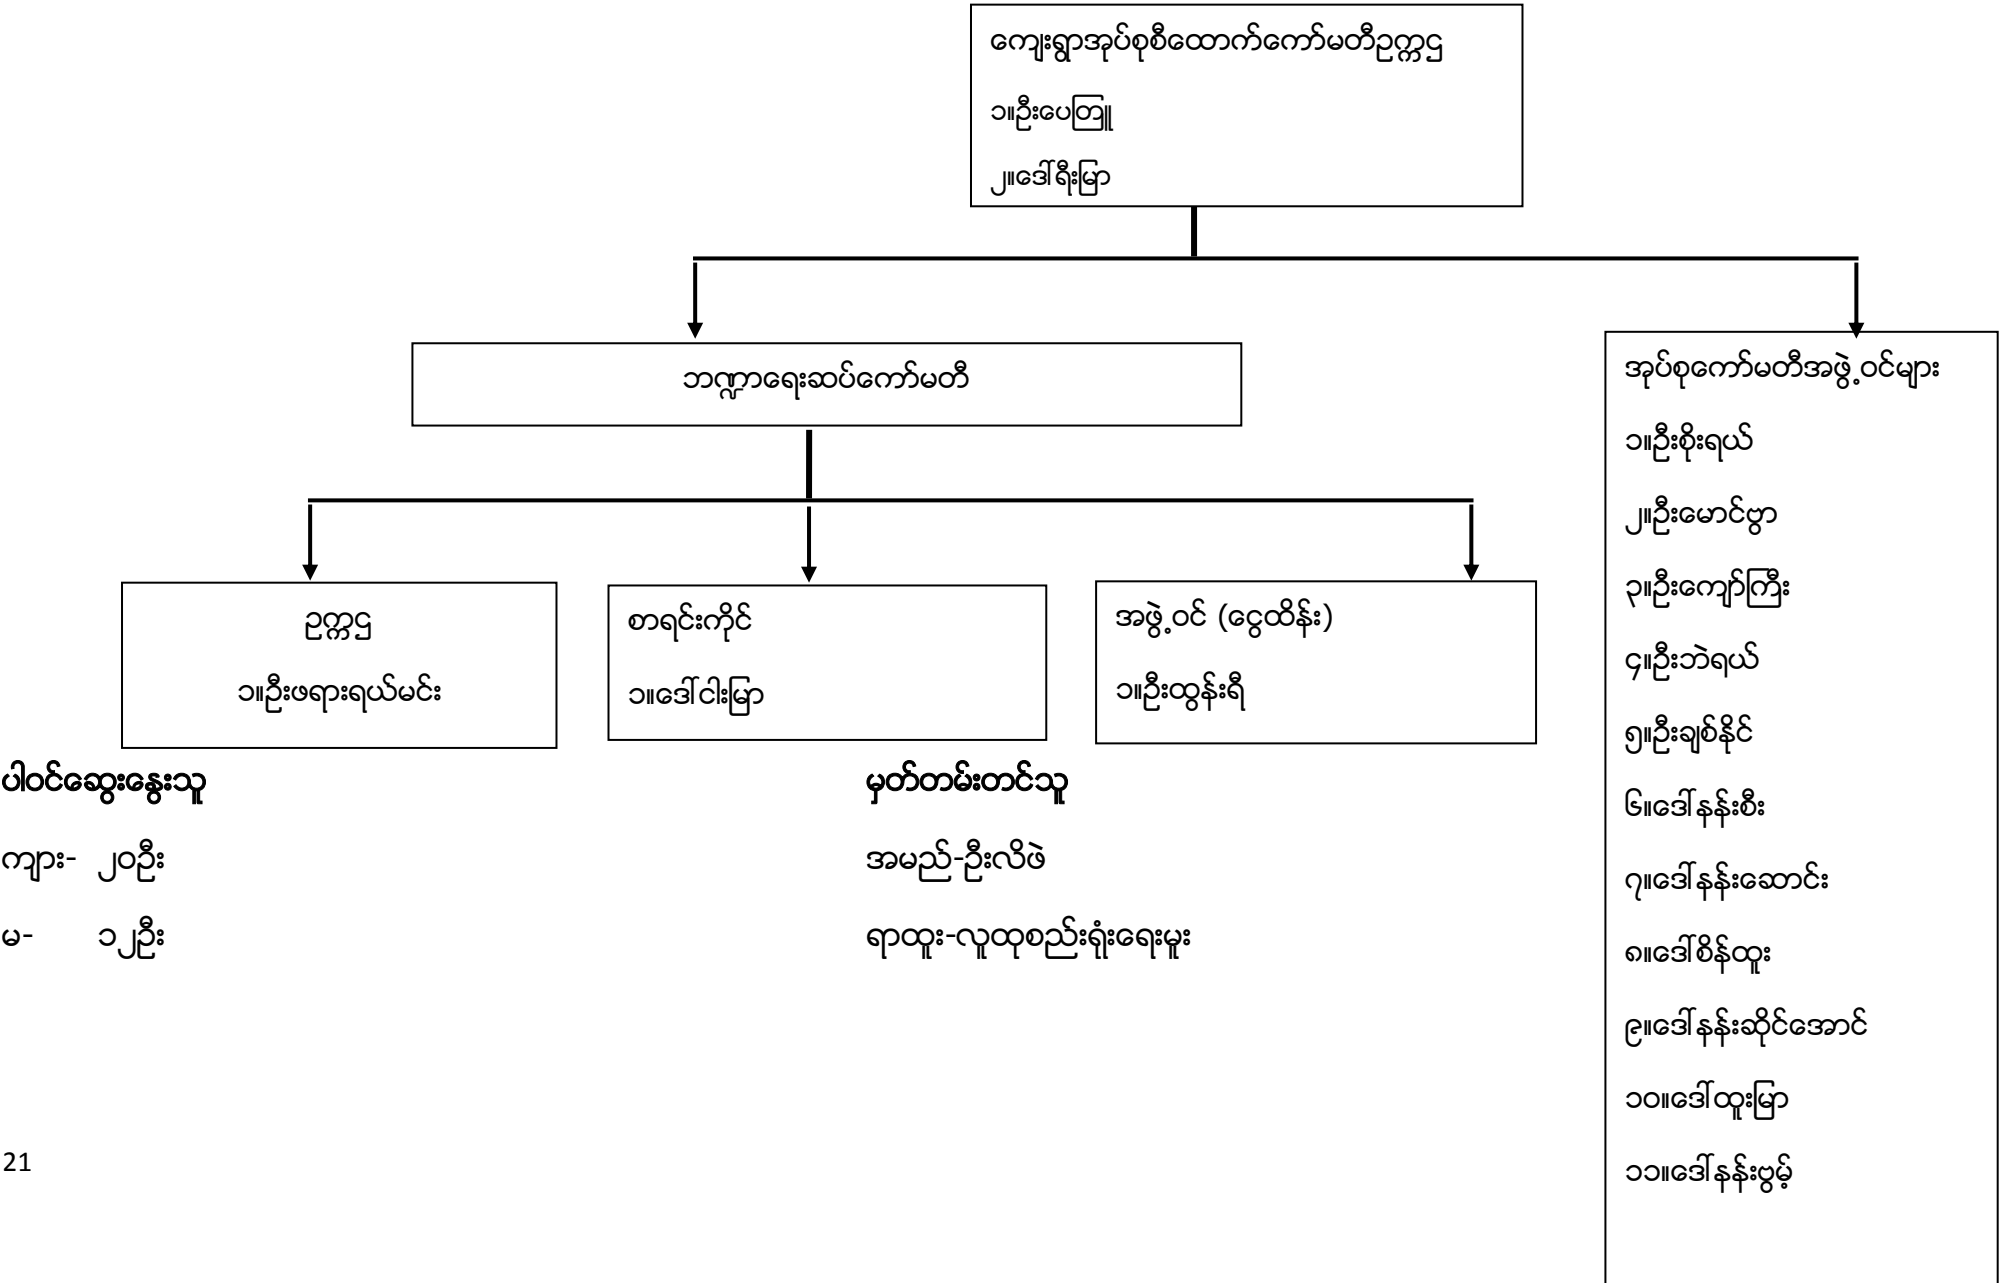 ကျေးရွာအုပ်စုစီထောက်ကော်မတီဥက္ကဌ
၁။ဦးပေတြူ
၂။ဒေါ်ရီးမြာ
ဘဏ္ဍာရေးဆပ်ကော်မတီ
ဥက္ကဌ
၁။ဦးဖရားရယ်မင်း
စာရင်းကိုင်
၁။ဒေါ်ငါးမြာ
အဖွဲ့ဝင် (ငွေထိန်း)
၁။ဦးထွန်းရီ
အုပ်စုကော်မတီအဖွဲ့ဝင်များ
၁။ဦးစိုးရယ်
၂။ဦးမောင်ဗွာ
၃။ဦးကျော်ကြီး
၄။ဦးဘဲရယ်
၅။ဦးချစ်နိုင်
၆။ဒေါ်နန်းစီး
၇။ဒေါ်နန်းဆောင်း
၈။ဒေါ်စိန်ထူး
၉။ဒေါ်နန်းဆိုင်အောင်
၁၀။ဒေါ်ထူးမြာ
၁၁။ဒေါ်နန်းဗွမ့်
ပါဝင်ဆွေးနွေးသူ
ကျား- ၂၀ဦး
မ- ၁၂ဦး
မှတ်တမ်းတင်သူ
အမည်-ဦးလိဖဲ
ရာထူး-လူထုစည်းရုံးရေးမှူး
21